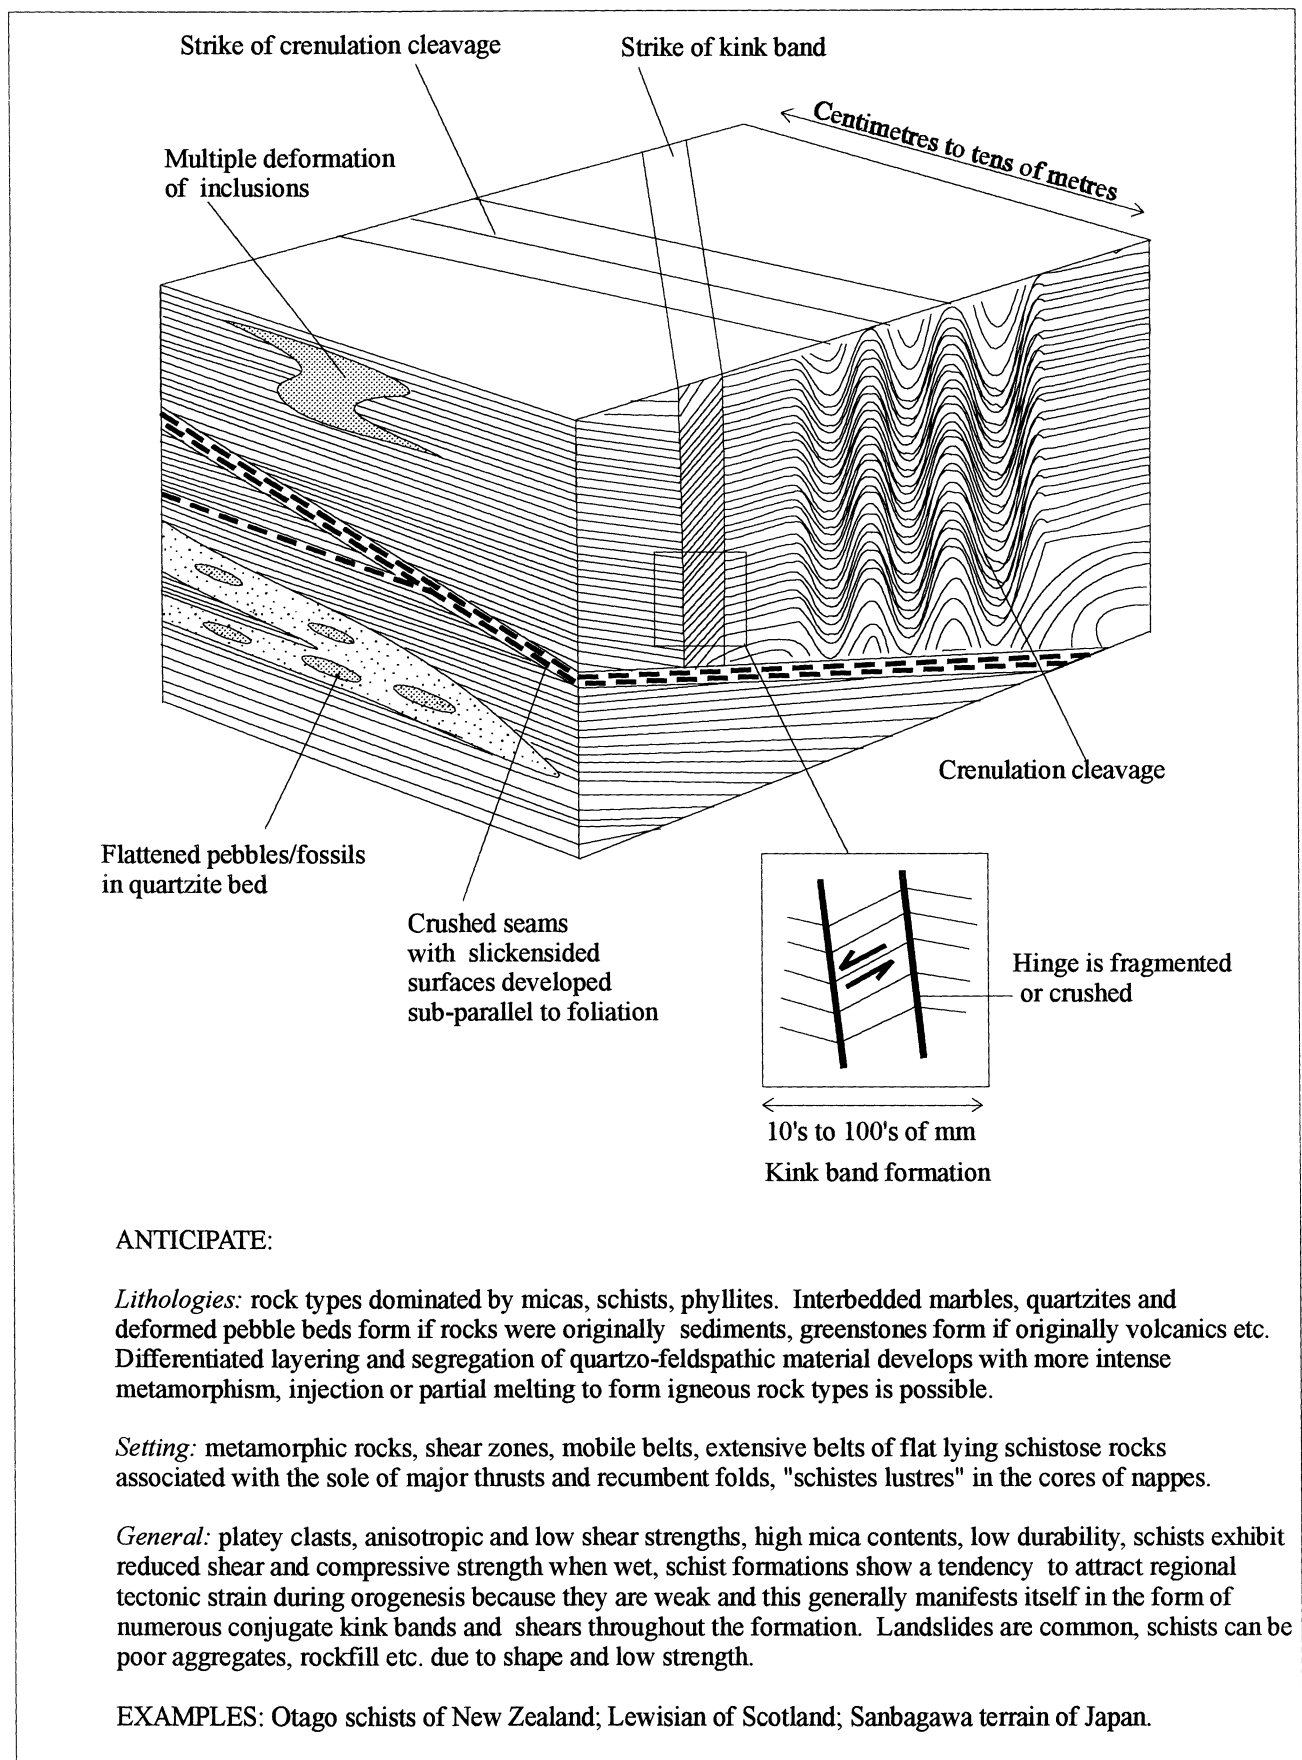 Strike of crenulation cleavage
Strike of kink band
Centimetres to tens of metres
Multiple deformation
of inclusions
Crenulation cleavage
Flattened pebbles/fossils
in quartzite bed
Crushed seams
with slickensided
surfaces developed
sub-parallel to foliation
Hinge is fragmented
or crushed
10's to 100's of mm
Kink band formation
ANTICIPATE:
Lithologies: rock types dominated by micas, schists, phyllites. Interbedded marbles, quartzites and
deformed pebble beds form if rocks were originally sediments, greenstones form if originally volcanics etc.
Differentiated layering and segregation of quartzo-feldspathic material develops with more intense
metamorphism, injection or partial melting to form igneous rock types is possible.
Setting: metamorphic rocks, shear zones, mobile belts, extensive belts of flat lying schistose rocks
associated with the sole of major thrusts and recumbent folds, "schistes lustres" in the cores of nappes.
General: platey clasts, anisotropic and low shear strengths, high mica contents, low durability, schists exhibit
reduced shear and compressive strength when wet, schist formations show a tendency to attract regional
tectonic strain during orogenesis because they are weak and this generally manifests itself in the form of
numerous conjugate kink bands and shears throughout the formation. Landslides are common, schists can be
poor aggregates, rockfill etc. due to shape and low strength.
EXAMPLES: Otago schists of New Zealand; Lewisian of Scotland; Sanbagawa terrain of Japan.